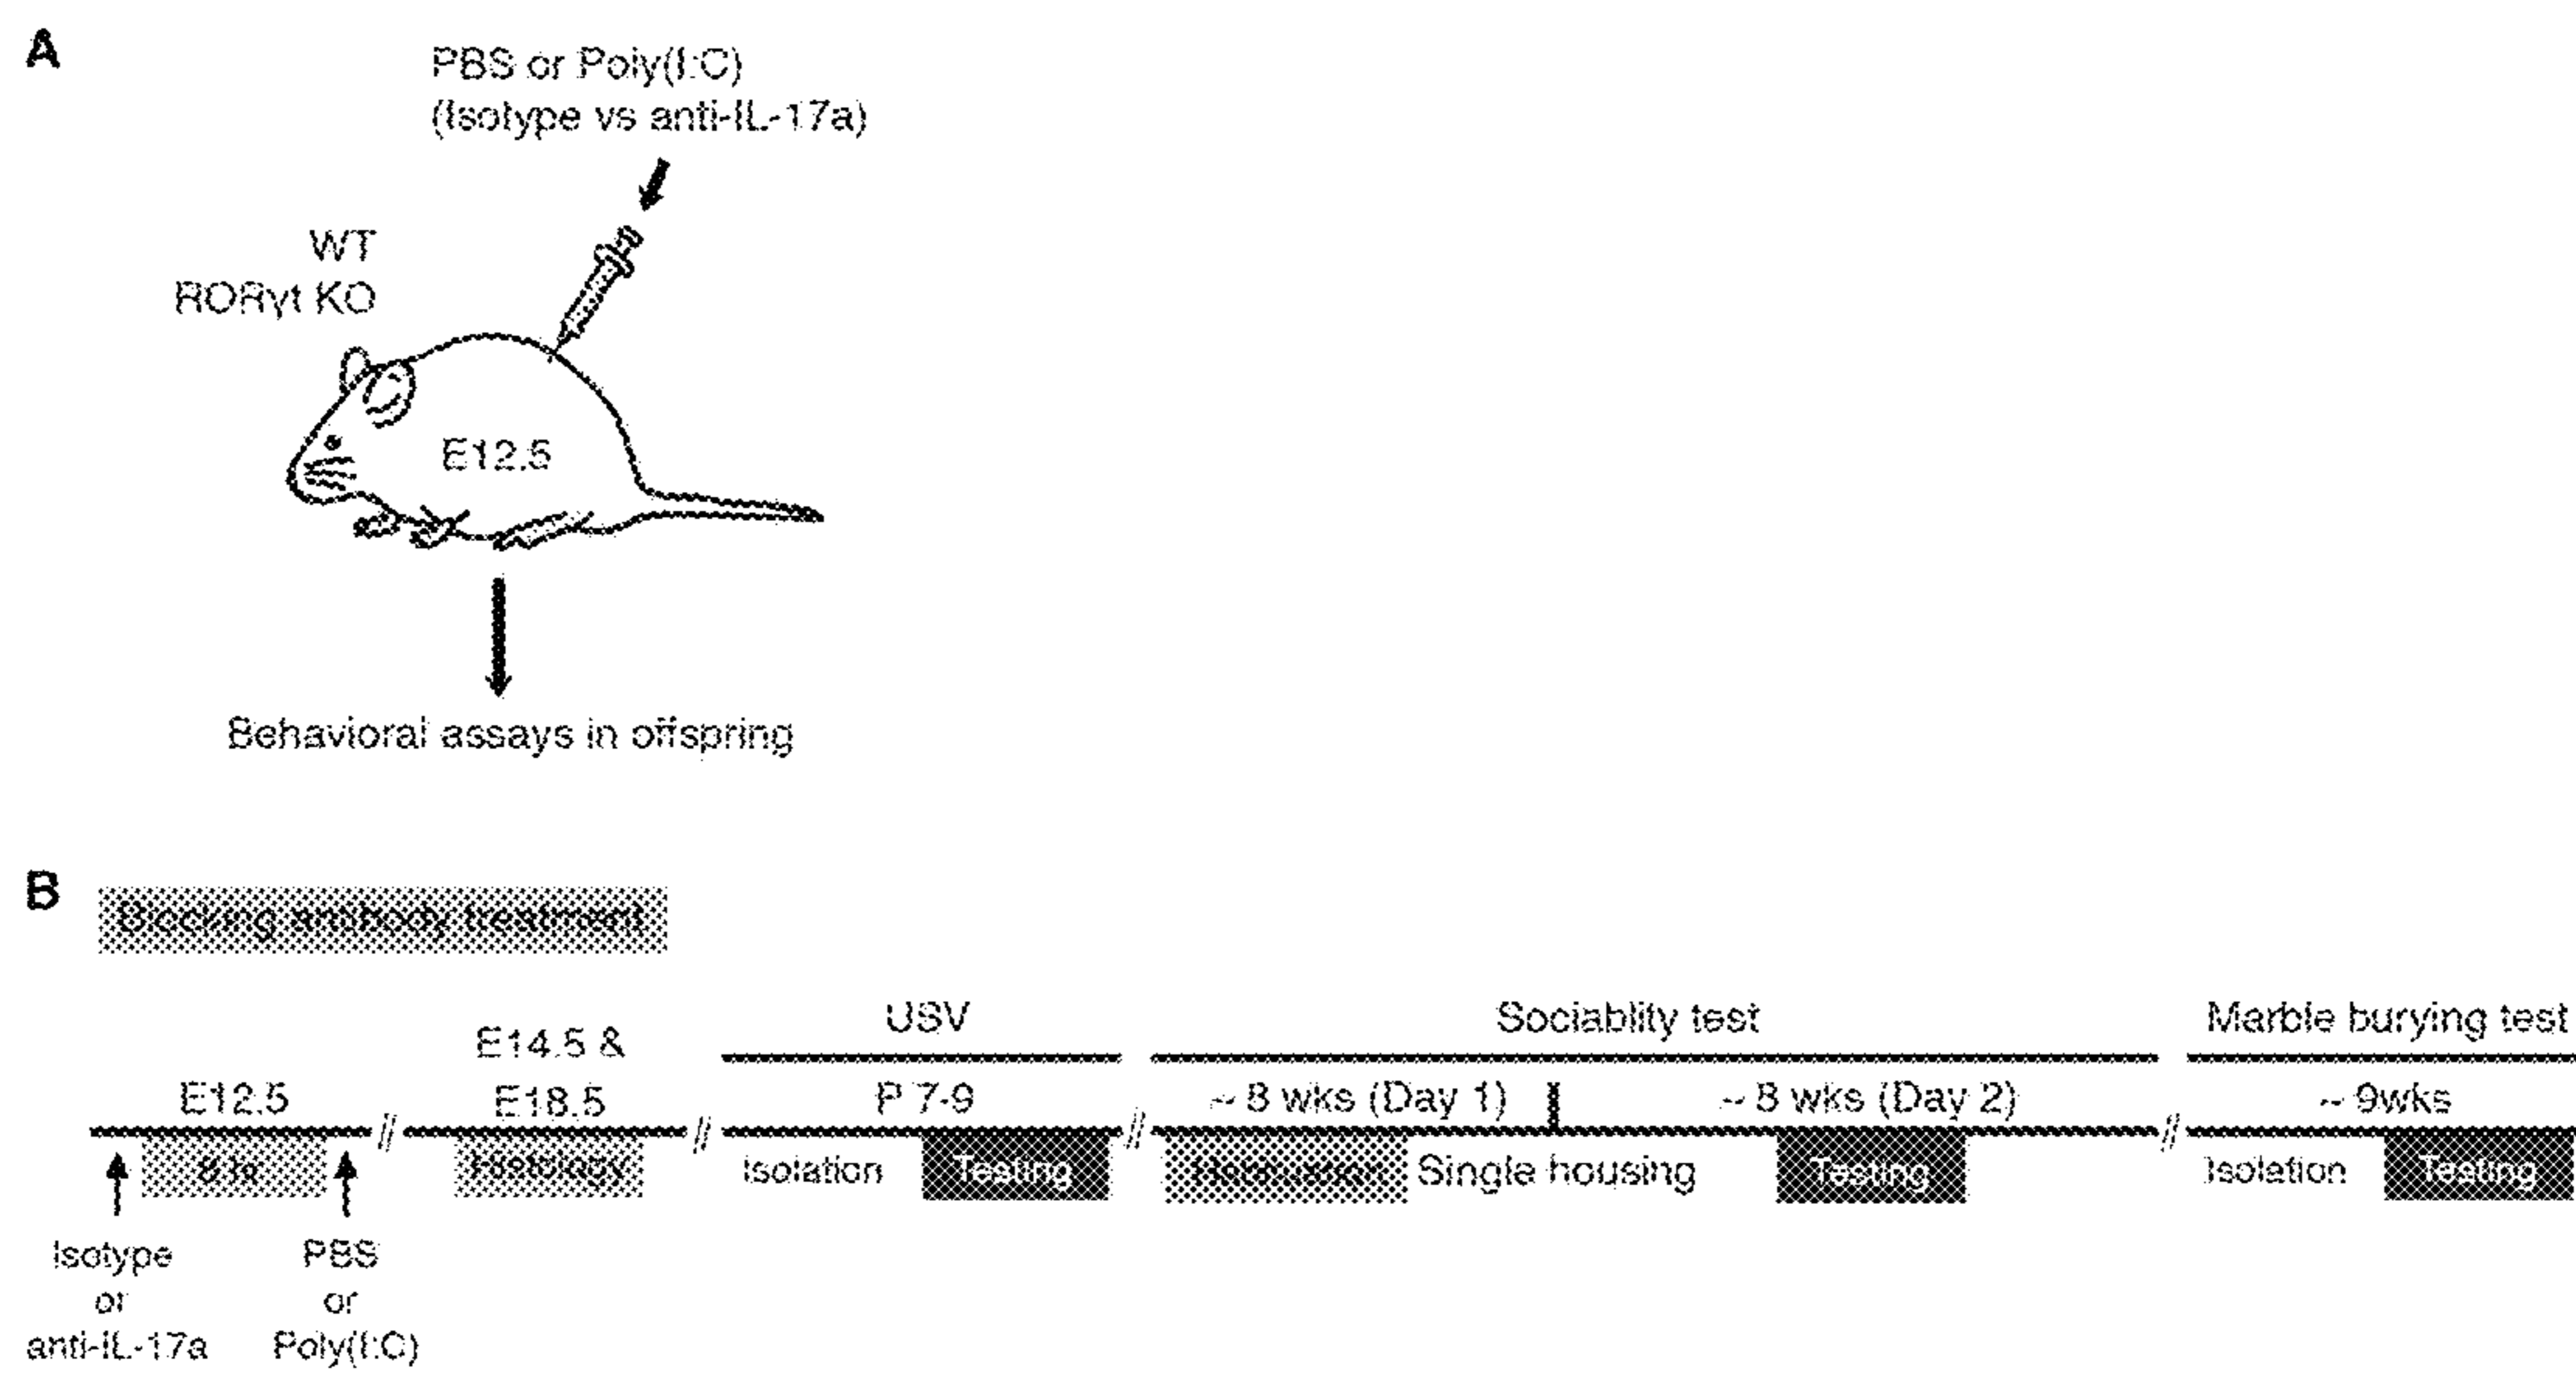 A
PBS or Poly(I:C)
(Isotype vs anti-IL-17a)
WT
RORγt KO
E12.5
Behavioral assays in offspring
B
Blocking antibody treatment
USV
Sociablity test
Marble burying test
E14.5 &
E12.5
E18.5
P 7-9
~ 8 wks (Day 1)
~ 8 wks (Day 2)
~ 9wks
Histology
Isolation
Testing
Single housing
Testing
Isolation
Testing
Isotype
or
anti-IL-17a
PBS
or
Poly(I:C)